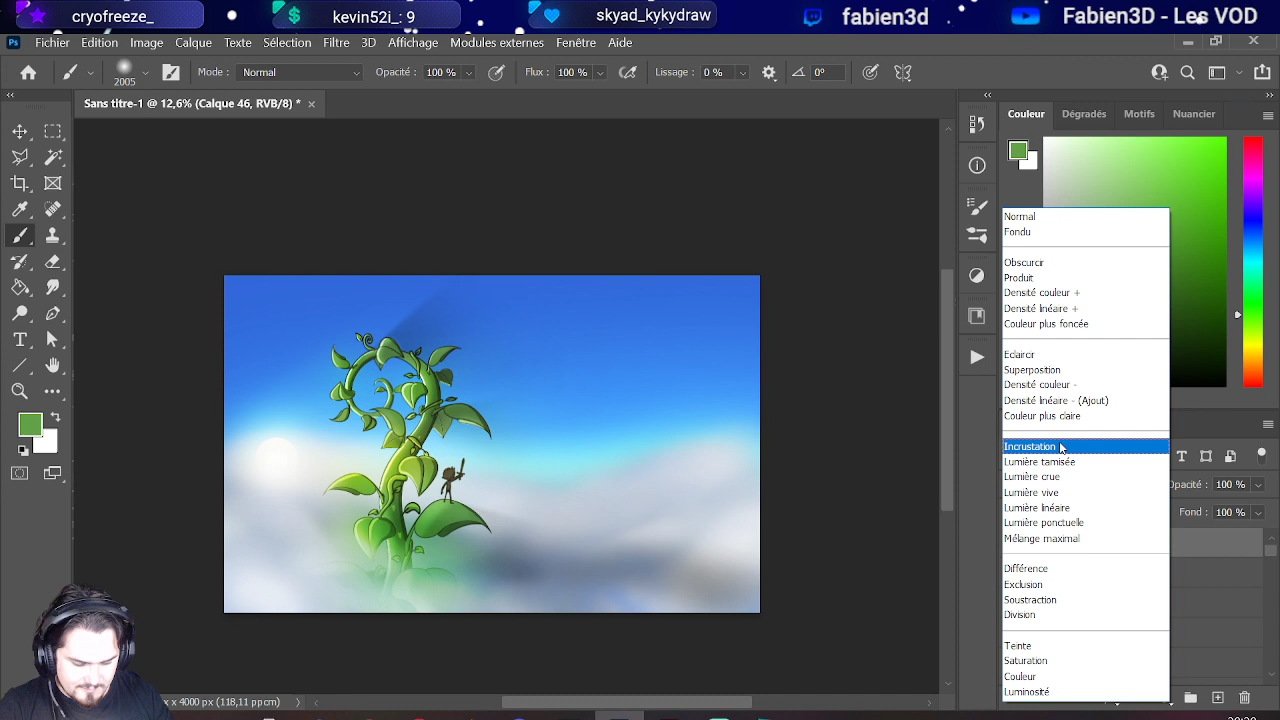 cryofreeze_
kevin52i_: 9
skyad_kykydraw
fabien3d
Fabien3D - Les VOD
Ps Fichier Edition Image Calque Texte Sélection Filtre 3D Affichage Modules externes Fenêtre Aide
2005
Mode : Normal
Opacité : 100 %
Flux : 100 %
Lissage : 0 %
0°
Sans titre-1 @ 12,6% (Calque 46, RVB/8) *
Couleur Dégradés Motifs Nuancier
Normal
Fondu
Obscurcir
Produit
Densité couleur +
Densité linéaire +
Couleur plus foncée
Eclaircir
Superposition
Densité couleur -
Densité linéaire - (Ajout)
Couleur plus claire
Incrustation
Lumière tamisée
Lumière crue
Lumière vive
Lumière linéaire
Lumière ponctuelle
Mélange maximal
Différence
Exclusion
Soustraction
Division
Teinte
Saturation
Couleur
Luminosité
Opacité : 100 %
Fond : 100 %
x 4000 px (118,11 ppcm)